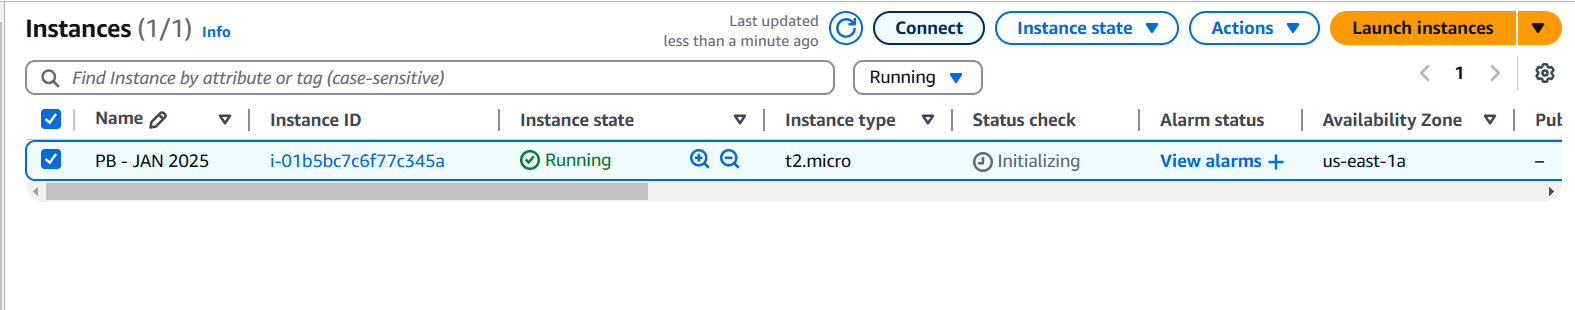 Instances (1/1) Info
Last updated
less than a minute ago
Connect
Instance state
Actions
Launch instances
Find Instance by attribute or tag (case-sensitive)
Running
1
Name Instance ID Instance state Instance type Status check Alarm status Availability Zone Pub
PB - JAN 2025 i-01b5bc7c6f77c345a Running t2.micro Initializing View alarms + us-east-1a –